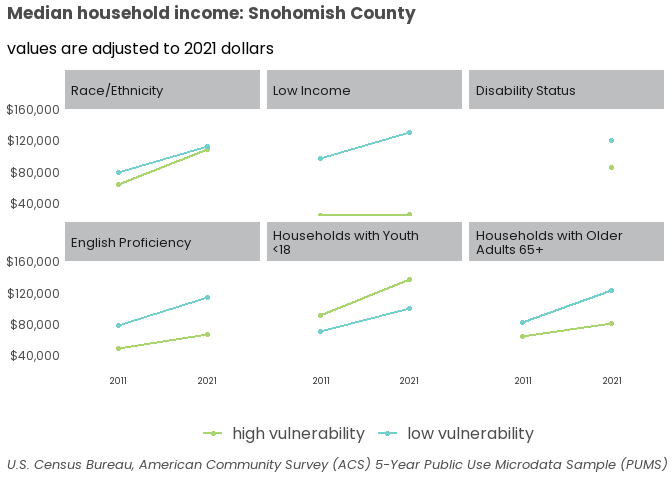 Median household income: Snohomish County
values are adjusted to 2021 dollars
Race/Ethnicity
Low Income
Disability Status
$160,000
$120,000
$80,000
$40,000
English Proficiency
Households with Youth
<18
Households with Older
Adults 65+
$160,000
$120,000
$80,000
$40,000
2011 2021 2011 2021 2011 2021
high vulnerability low vulnerability
U.S. Census Bureau, American Community Survey (ACS) 5-Year Public Use Microdata Sample (PUMS)